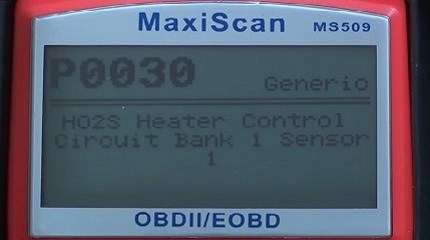 MaxiScan MS509
P0030 Generic
HO2S Heater Control
Circuit Bank 1 Sensor
1
OBDII/EOBD